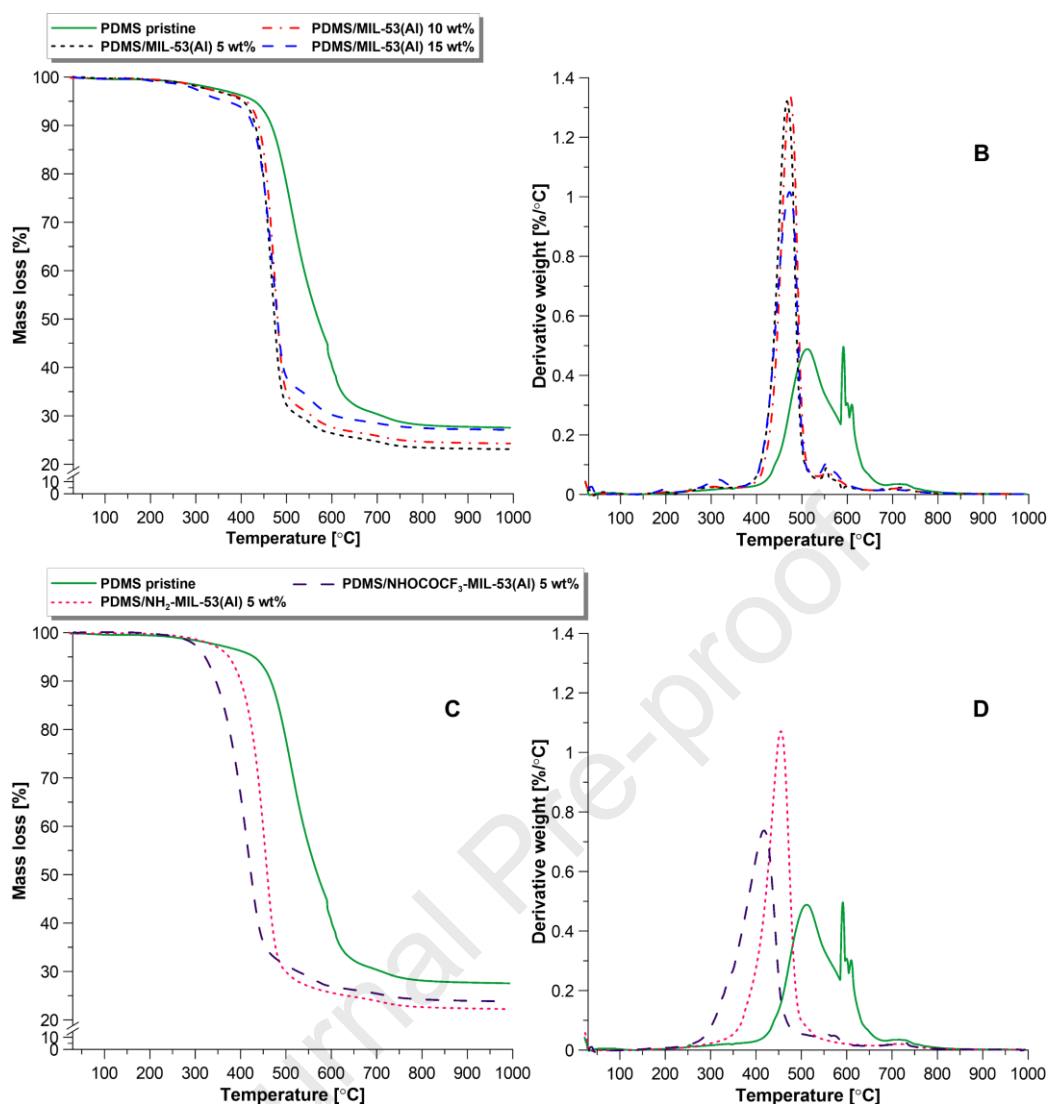 PDMS pristine
PDMS/MIL-53(Al) 10 wt%
PDMS/MIL-53(Al) 5 wt%
PDMS/MIL-53(Al) 15 wt%
100
90
80
70
60
50
40
30
20
10
0
Mass loss [%]
100 200 300 400 500 600 700 800 900 1000
Temperature [°C]
B
1.4
1.2
1
0.8
0.6
0.4
0.2
0
Derivative weight [%/°C]
100 200 300 400 500 600 700 800 900 1000
Temperature [°C]
PDMS pristine
PDMS/NHOCOCF₃-MIL-53(Al) 5 wt%
PDMS/NH₂-MIL-53(Al) 5 wt%
C
100
90
80
70
60
50
40
30
20
10
0
Mass loss [%]
100 200 300 400 500 600 700 800 900 1000
Temperature [°C]
D
1.4
1.2
1
0.8
0.6
0.4
0.2
0
Derivative weight [%/°C]
100 200 300 400 500 600 700 800 900 1000
Temperature [°C]
urnal Pre-proof